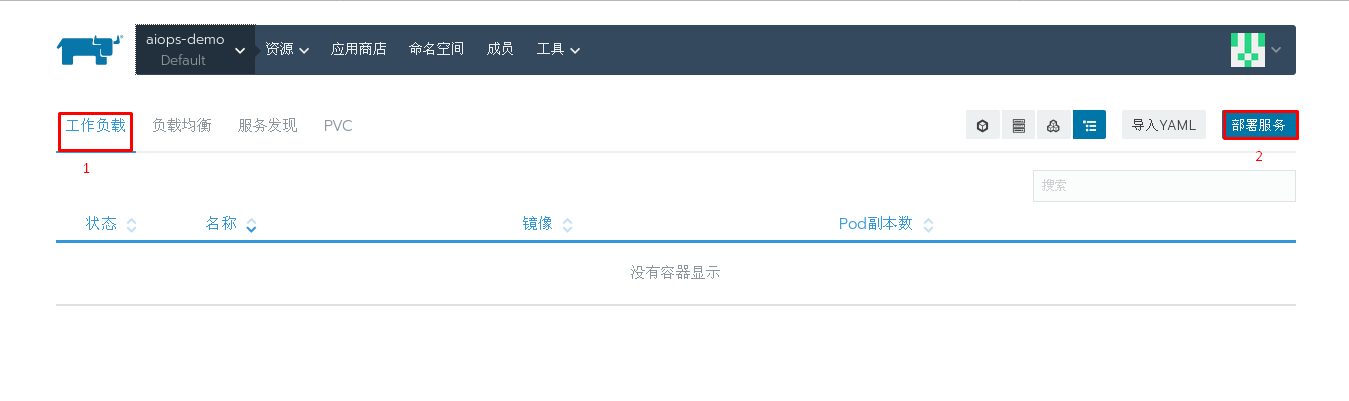 aiops-demo
Default
资源 应用商店 命名空间 成员 工具
工作负载 负载均衡 服务发现 PVC 导入YAML 部署服务
1 2
搜索
状态 名称 镜像 Pod副本数
没有容器显示